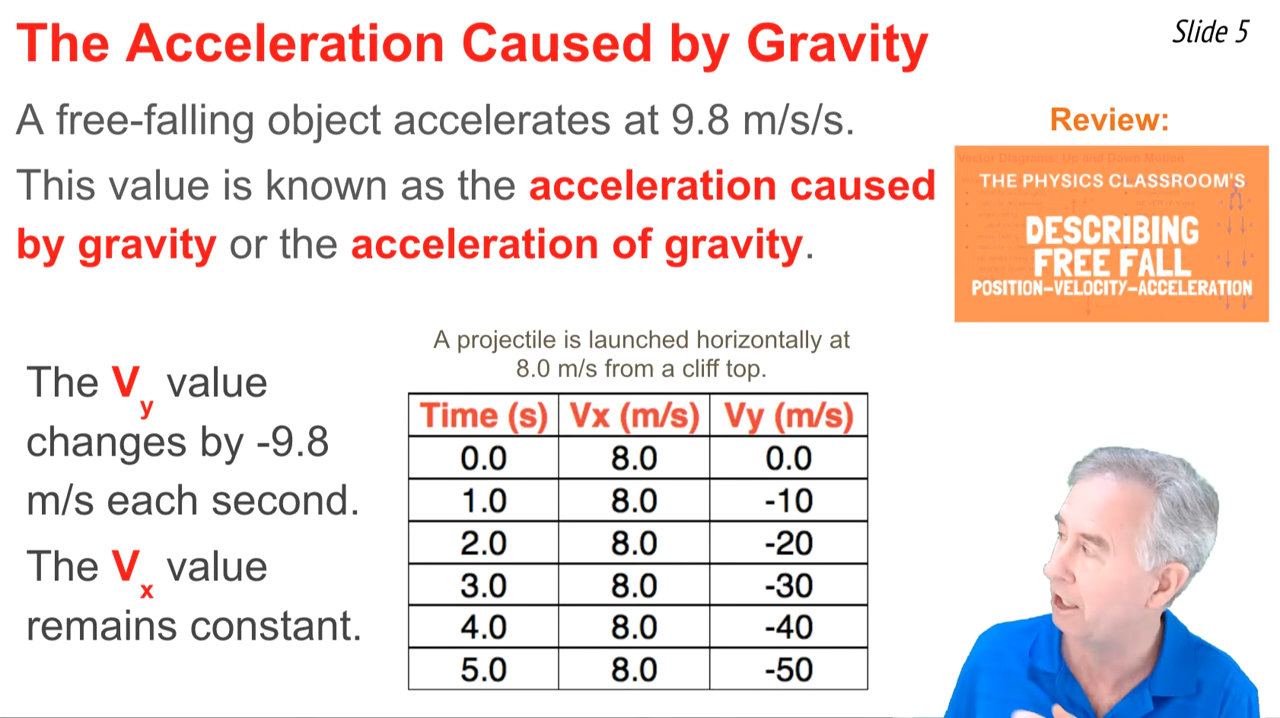 The Acceleration Caused by Gravity
Slide 5
A free-falling object accelerates at 9.8 m/s/s.
This value is known as the acceleration caused
by gravity or the acceleration of gravity.
Review:
THE PHYSICS CLASSROOM'S
DESCRIBING
FREE FALL
POSITION–VELOCITY–ACCELERATION
The Vy value
changes by -9.8
m/s each second.
The Vx value
remains constant.
A projectile is launched horizontally at
8.0 m/s from a cliff top.
Time (s) Vx (m/s) Vy (m/s)
0.0 8.0 0.0
1.0 8.0 -10
2.0 8.0 -20
3.0 8.0 -30
4.0 8.0 -40
5.0 8.0 -50